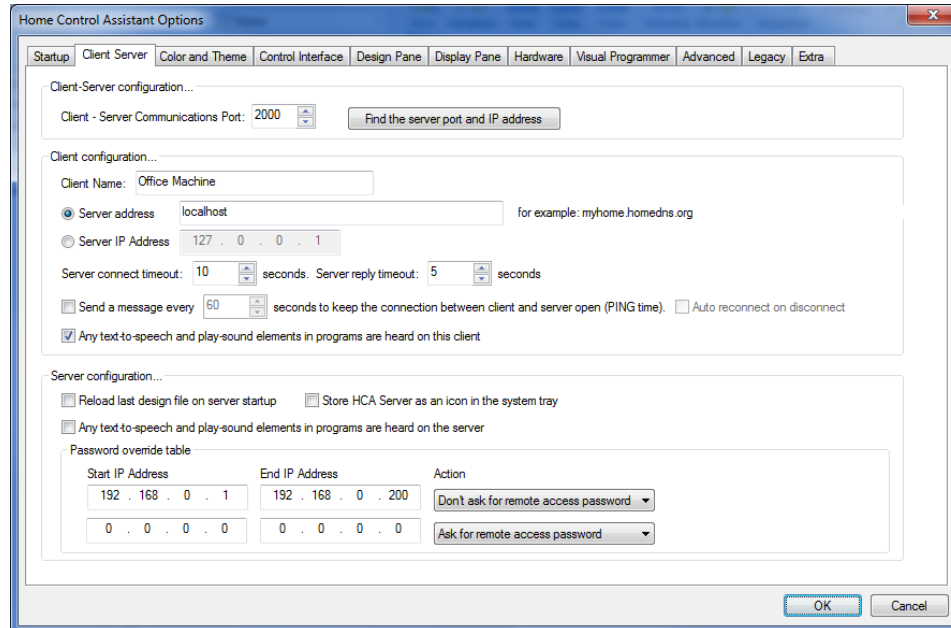 Home Control Assistant Options
Startup Client Server Color and Theme Control Interface Design Pane Display Pane Hardware Visual Programmer Advanced Legacy Extra
Client-Server configuration...
Client - Server Communications Port: 2000 Find the server port and IP address
Client configuration...
Client Name: Office Machine
Server address localhost for example: myhome.homedns.org
Server IP Address 127 . 0 . 0 . 1
Server connect timeout: 10 seconds. Server reply timeout: 5 seconds
Send a message every 60 seconds to keep the connection between client and server open (PING time). Auto reconnect on disconnect
Any text-to-speech and play-sound elements in programs are heard on this client
Server configuration...
Reload last design file on server startup Store HCA Server as an icon in the system tray
Any text-to-speech and play-sound elements in programs are heard on the server
Password override table
Start IP Address End IP Address Action
192 . 168 . 0 . 1 192 . 168 . 0 . 200 Don't ask for remote access password
0 . 0 . 0 . 0 0 . 0 . 0 . 0 Ask for remote access password
OK Cancel